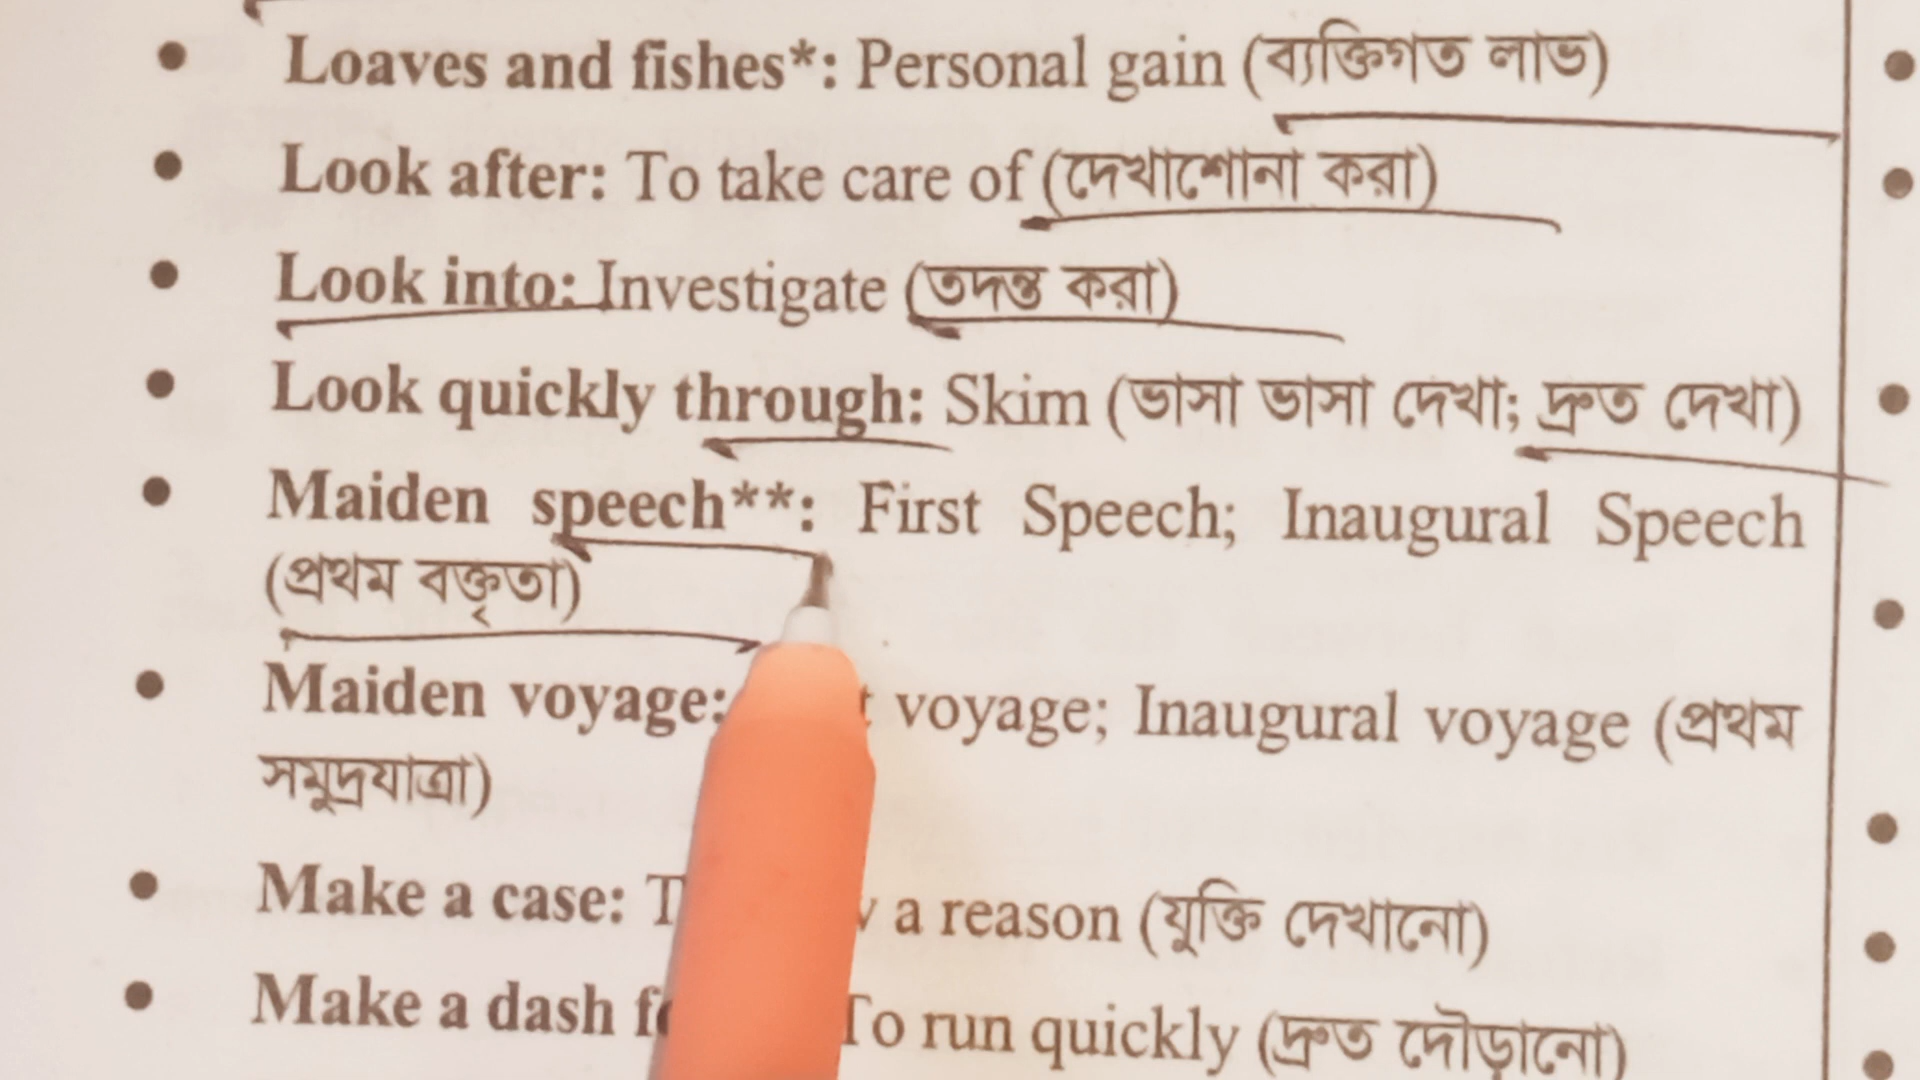 Loaves and fishes*: Personal gain (ব্যক্তিগত লাভ)
Look after: To take care of (দেখাশোনা করা)
Look into: Investigate (তদন্ত করা)
Look quickly through: Skim (ভাসা ভাসা দেখা; দ্রুত দেখা)
Maiden speech**: First Speech; Inaugural Speech
(প্রথম বক্তৃতা)
Maiden voyage: voyage; Inaugural voyage (প্রথম
সমুদ্রযাত্রা)
Make a case: a reason (যুক্তি দেখানো)
Make a dash To run quickly (দ্রুত দৌড়ানো)